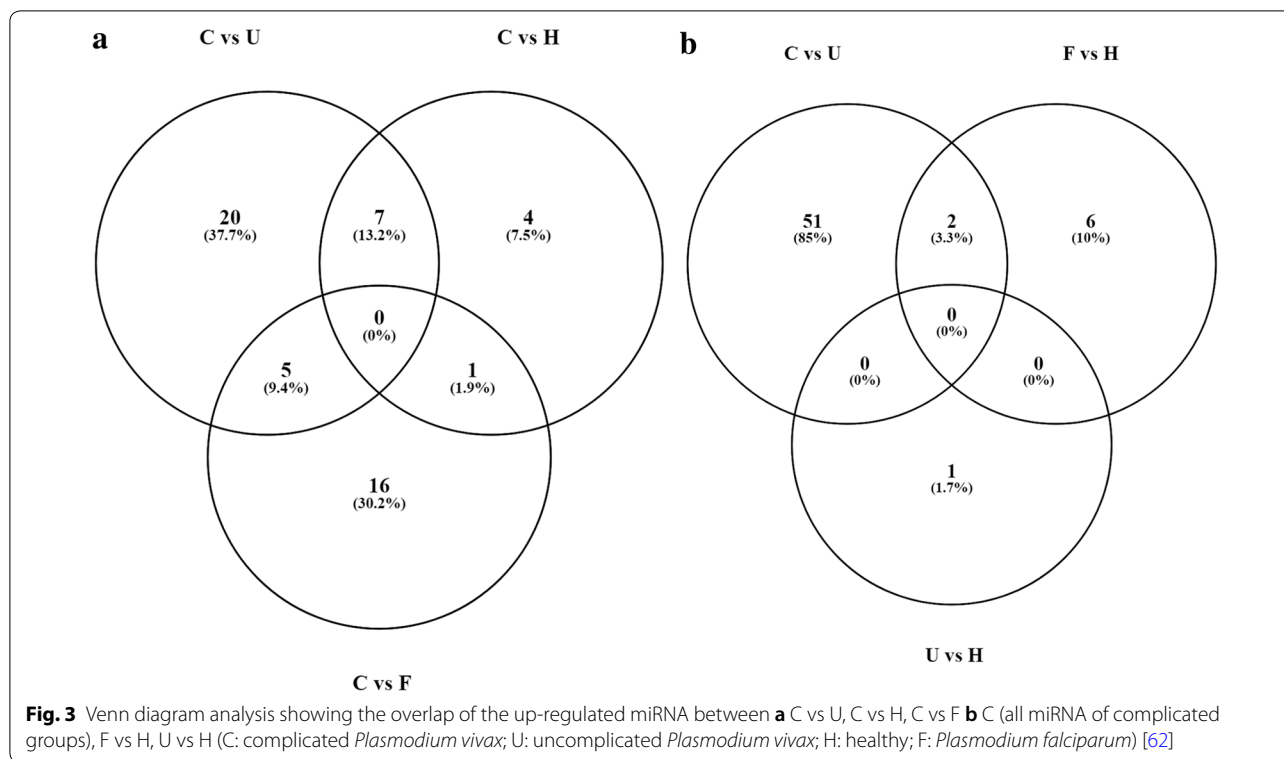 a
C vs U
C vs H
20
(37.7%)
7
(13.2%)
4
(7.5%)
0
(0%)
5
(9.4%)
1
(1.9%)
16
(30.2%)
C vs F
b
C vs U
F vs H
51
(85%)
2
(3.3%)
6
(10%)
0
(0%)
0
(0%)
0
(0%)
1
(1.7%)
U vs H
Fig. 3 Venn diagram analysis showing the overlap of the up-regulated miRNA between a C vs U, C vs H, C vs F b C (all miRNA of complicated
groups), F vs H, U vs H (C: complicated Plasmodium vivax; U: uncomplicated Plasmodium vivax; H: healthy; F: Plasmodium falciparum) [62]